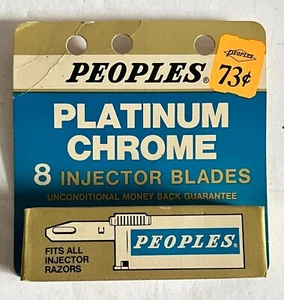 PEOPLES®
PEOPLES
73¢
PLATINUM
CHROME
8 INJECTOR BLADES
UNCONDITIONAL MONEY BACK GUARANTEE
PEOPLES®
FITS ALL
INJECTOR
RAZORS